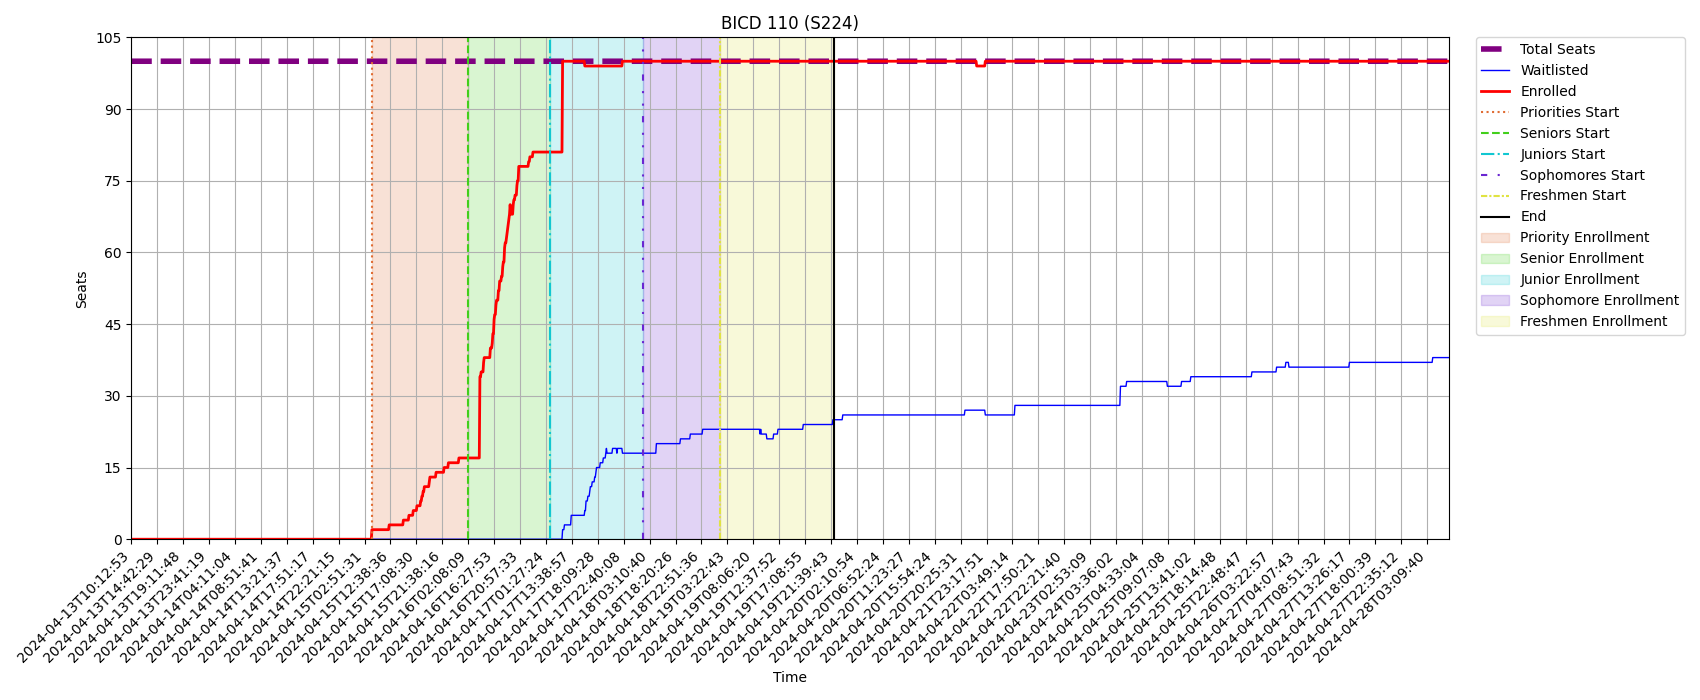 BICD 110 (S224)
105
90
75
60
45
30
15
0
Seats
2024-04-13T10:12:53
2024-04-13T14:42:29
2024-04-13T19:11:48
2024-04-13T23:41:19
2024-04-14T04:11:04
2024-04-14T08:51:41
2024-04-14T13:21:37
2024-04-14T17:51:17
2024-04-14T22:21:15
2024-04-15T02:51:31
2024-04-15T12:38:36
2024-04-15T17:08:30
2024-04-15T21:38:19
2024-04-16T02:08:09
2024-04-16T16:27:53
2024-04-16T20:57:33
2024-04-17T01:27:24
2024-04-17T13:38:57
2024-04-17T18:09:28
2024-04-17T22:40:08
2024-04-18T03:10:40
2024-04-18T18:20:26
2024-04-18T22:51:36
2024-04-19T03:22:43
2024-04-19T08:06:20
2024-04-19T12:37:52
2024-04-19T17:08:55
2024-04-19T21:39:43
2024-04-20T02:10:54
2024-04-20T06:52:24
2024-04-20T11:23:27
2024-04-20T15:54:24
2024-04-20T20:25:31
2024-04-21T23:17:51
2024-04-22T03:49:14
2024-04-22T17:50:21
2024-04-22T22:21:40
2024-04-23T02:53:09
2024-04-24T03:36:02
2024-04-25T04:33:04
2024-04-25T09:07:08
2024-04-25T13:41:02
2024-04-25T18:14:48
2024-04-25T22:48:47
2024-04-26T03:22:57
2024-04-27T04:07:43
2024-04-27T08:51:32
2024-04-27T13:26:17
2024-04-27T18:00:39
2024-04-27T22:35:12
2024-04-28T03:09:40
Time
Total Seats
Waitlisted
Enrolled
Priorities Start
Seniors Start
Juniors Start
Sophomores Start
Freshmen Start
End
Priority Enrollment
Senior Enrollment
Junior Enrollment
Sophomore Enrollment
Freshmen Enrollment